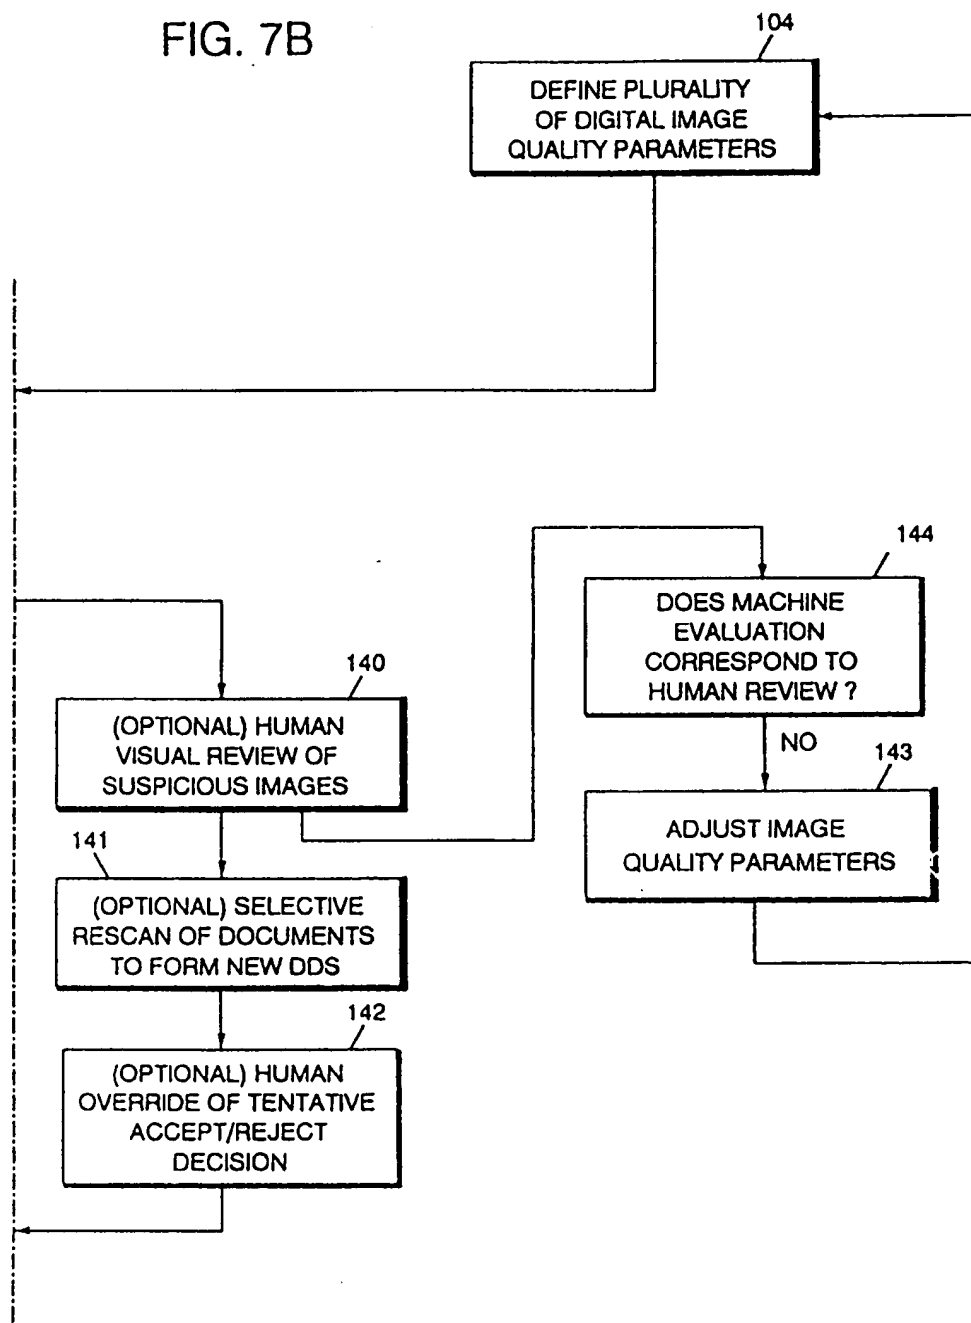 FIG. 7B
104
DEFINE PLURALITY
OF DIGITAL IMAGE
QUALITY PARAMETERS
144
DOES MACHINE
EVALUATION
CORRESPOND TO
HUMAN REVIEW ?
140
(OPTIONAL) HUMAN
VISUAL REVIEW OF
SUSPICIOUS IMAGES
NO
143
ADJUST IMAGE
QUALITY PARAMETERS
141
(OPTIONAL) SELECTIVE
RESCAN OF DOCUMENTS
TO FORM NEW DDS
142
(OPTIONAL) HUMAN
OVERRIDE OF TENTATIVE
ACCEPT/REJECT
DECISION